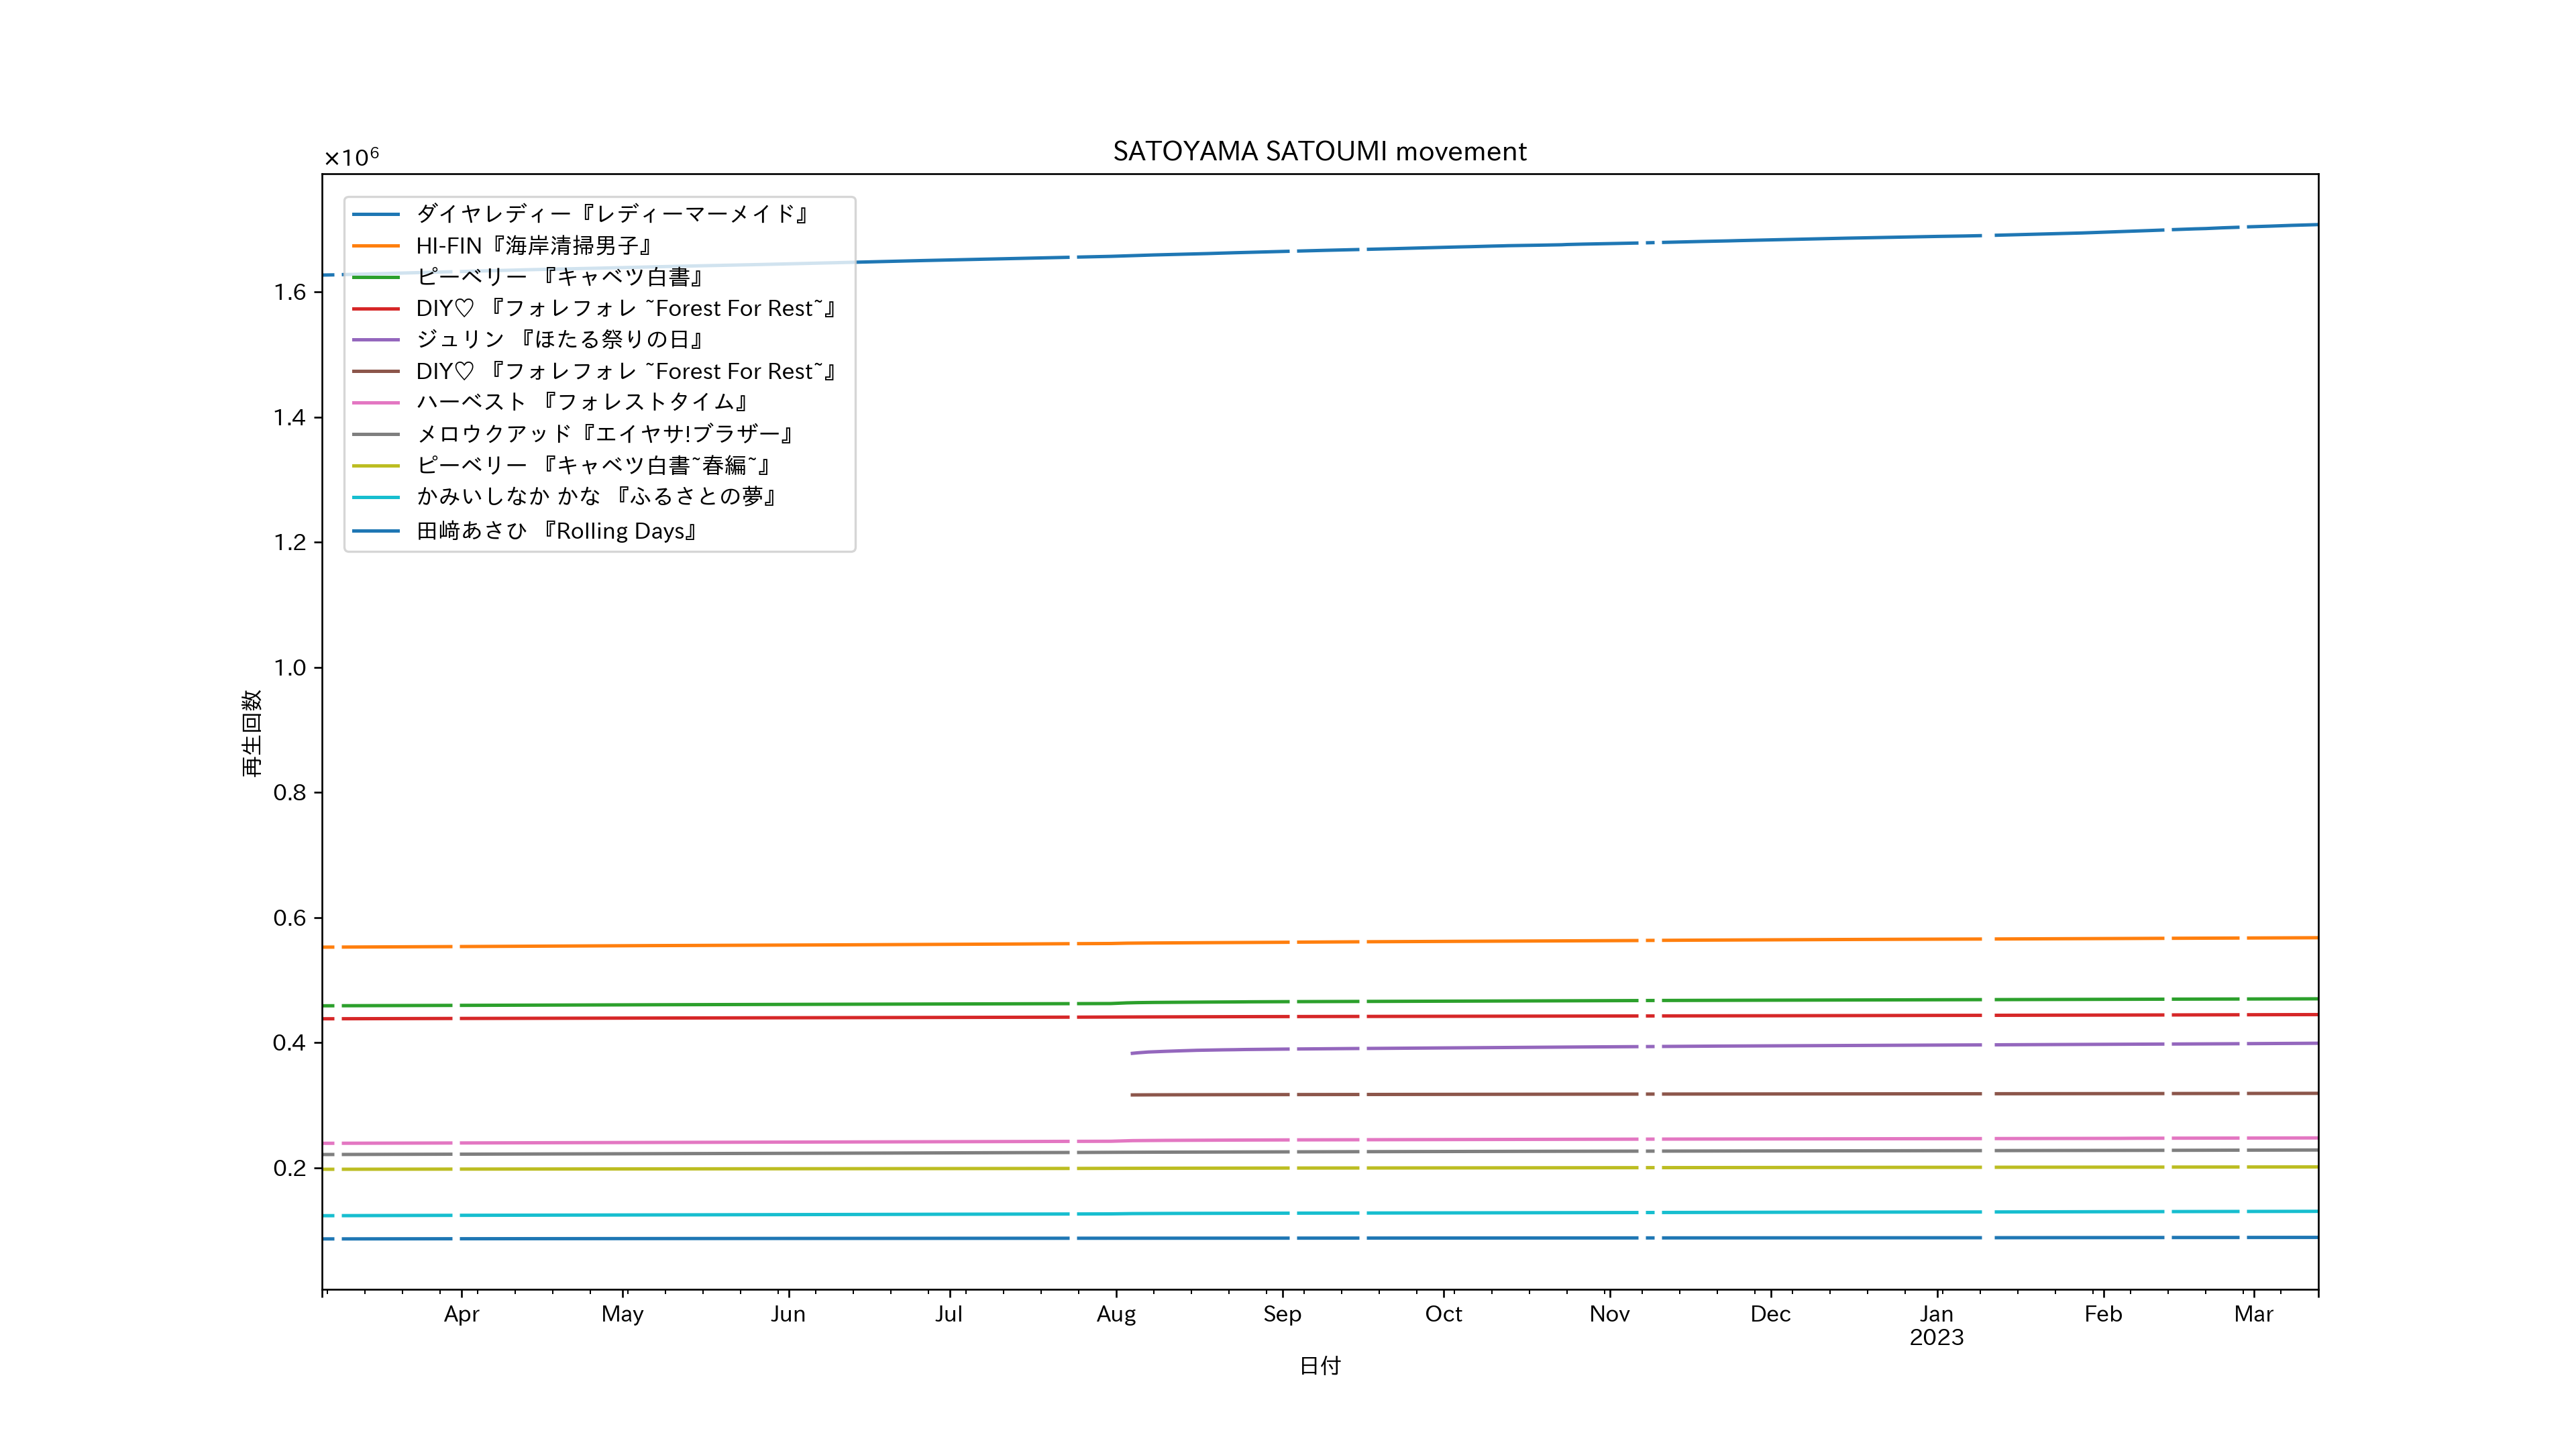 SATOYAMA SATOUMI movement
×10⁶
ダイヤレディー『レディーマーメイド』
HI-FIN『海岸清掃男子』
ピーベリー 『キャベツ白書』
DIY♡ 『フォレフォレ ~Forest For Rest~』
ジュリン 『ほたる祭りの日』
DIY♡ 『フォレフォレ ~Forest For Rest~』
ハーベスト 『フォレストタイム』
メロウクアッド『エイヤサ!ブラザー』
ピーベリー 『キャベツ白書~春編~』
かみいしなか かな 『ふるさとの夢』
田﨑あさひ 『Rolling Days』
1.6
1.4
1.2
1.0
0.8
0.6
0.4
0.2
再生回数
Apr May Jun Jul Aug Sep Oct Nov Dec Jan Feb Mar
2023
日付